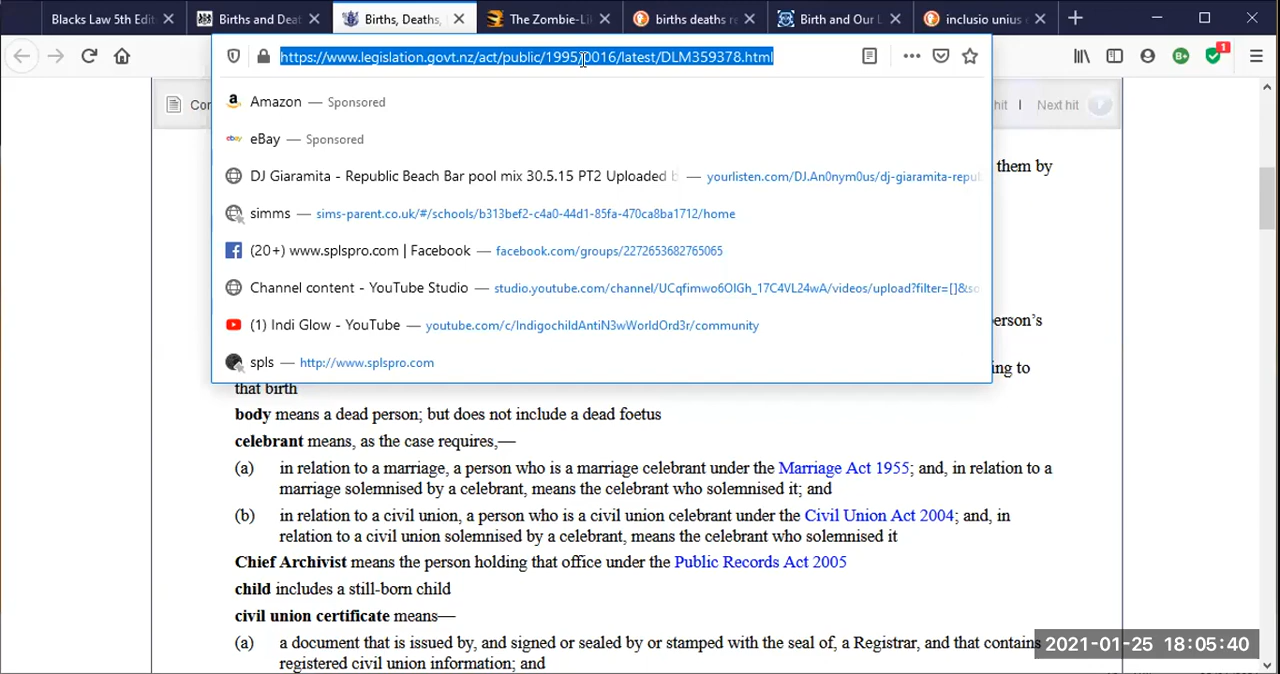 Blacks Law 5th Edit
Births and Deat
Births, Deaths,
The Zombie-Li
births deaths re
Birth and Our L
inclusio unius
https://www.legislation.govt.nz/act/public/1995/0016/latest/DLM359378.html
1
Con
hit | Next hit
Amazon — Sponsored
ebay eBay — Sponsored
DJ Giaramita - Republic Beach Bar pool mix 30.5.15 PT2 Uploaded b — yourlisten.com/DJ.An0nym0us/dj-giaramita-repu
simms — sims-parent.co.uk/#/schools/b313bef2-c4a0-44d1-85fa-470ca8ba1712/home
(20+) www.splspro.com | Facebook — facebook.com/groups/2272653682765065
Channel content - YouTube Studio — studio.youtube.com/channel/UCqfimwo6OIGh_17C4VL24wA/videos/upload?filter=[]&so
(1) Indi Glow - YouTube — youtube.com/c/IndigochildAntiN3wWorldOrd3r/community
spls — http://www.splspro.com
them by
erson's
ing to
that birth
body means a dead person; but does not include a dead foetus
celebrant means, as the case requires,—
(a) in relation to a marriage, a person who is a marriage celebrant under the Marriage Act 1955; and, in relation to a
marriage solemnised by a celebrant, means the celebrant who solemnised it; and
(b) in relation to a civil union, a person who is a civil union celebrant under the Civil Union Act 2004; and, in
relation to a civil union solemnised by a celebrant, means the celebrant who solemnised it
Chief Archivist means the person holding that office under the Public Records Act 2005
child includes a still-born child
civil union certificate means—
(a) a document that is issued by, and signed or sealed by or stamped with the seal of, a Registrar, and that contains
registered civil union information; and
2021-01-25 18:05:40